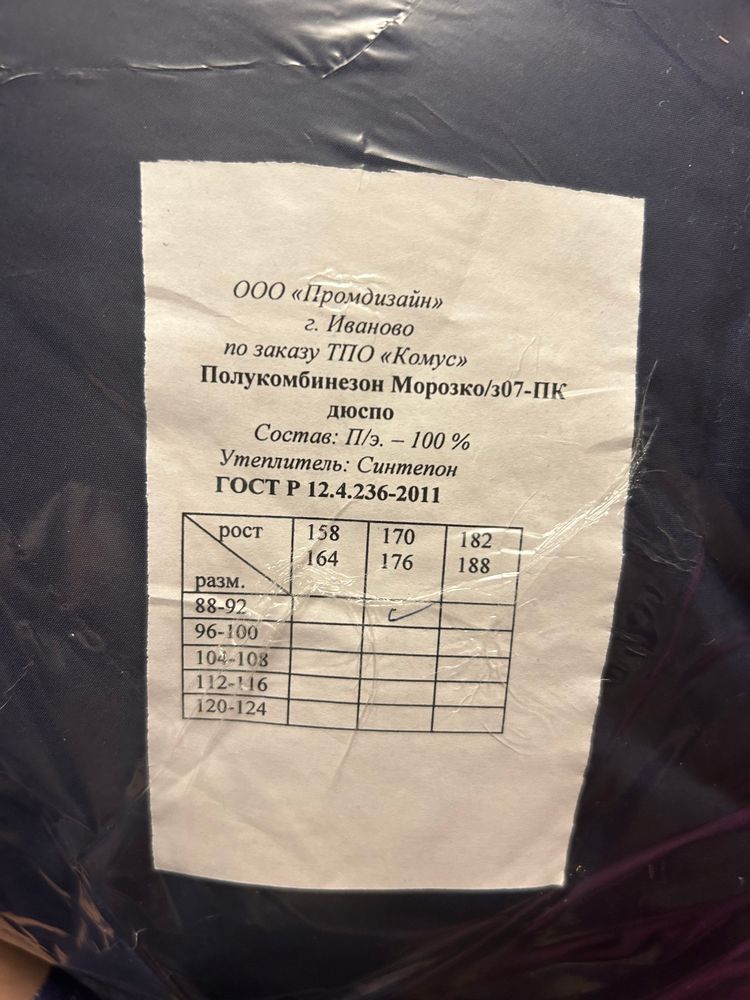 ООО «Промдизайн»
г. Иваново
по заказу ТПО «Комус»
Полукомбинезон Морозко/з07-ПК
дюспо
Состав: П/э. – 100 %
Утеплитель: Синтепон
ГОСТ Р 12.4.236-2011
рост 158 170 182
164 176 188
разм.
88-92
96-100
104-108
112-116
120-124